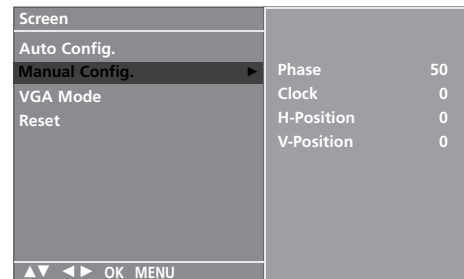 Screen
Auto Config.
Manual Config. ►
VGA Mode
Reset
Phase 50
Clock 0
H-Position 0
V-Position 0
▲▼ ◄► OK MENU